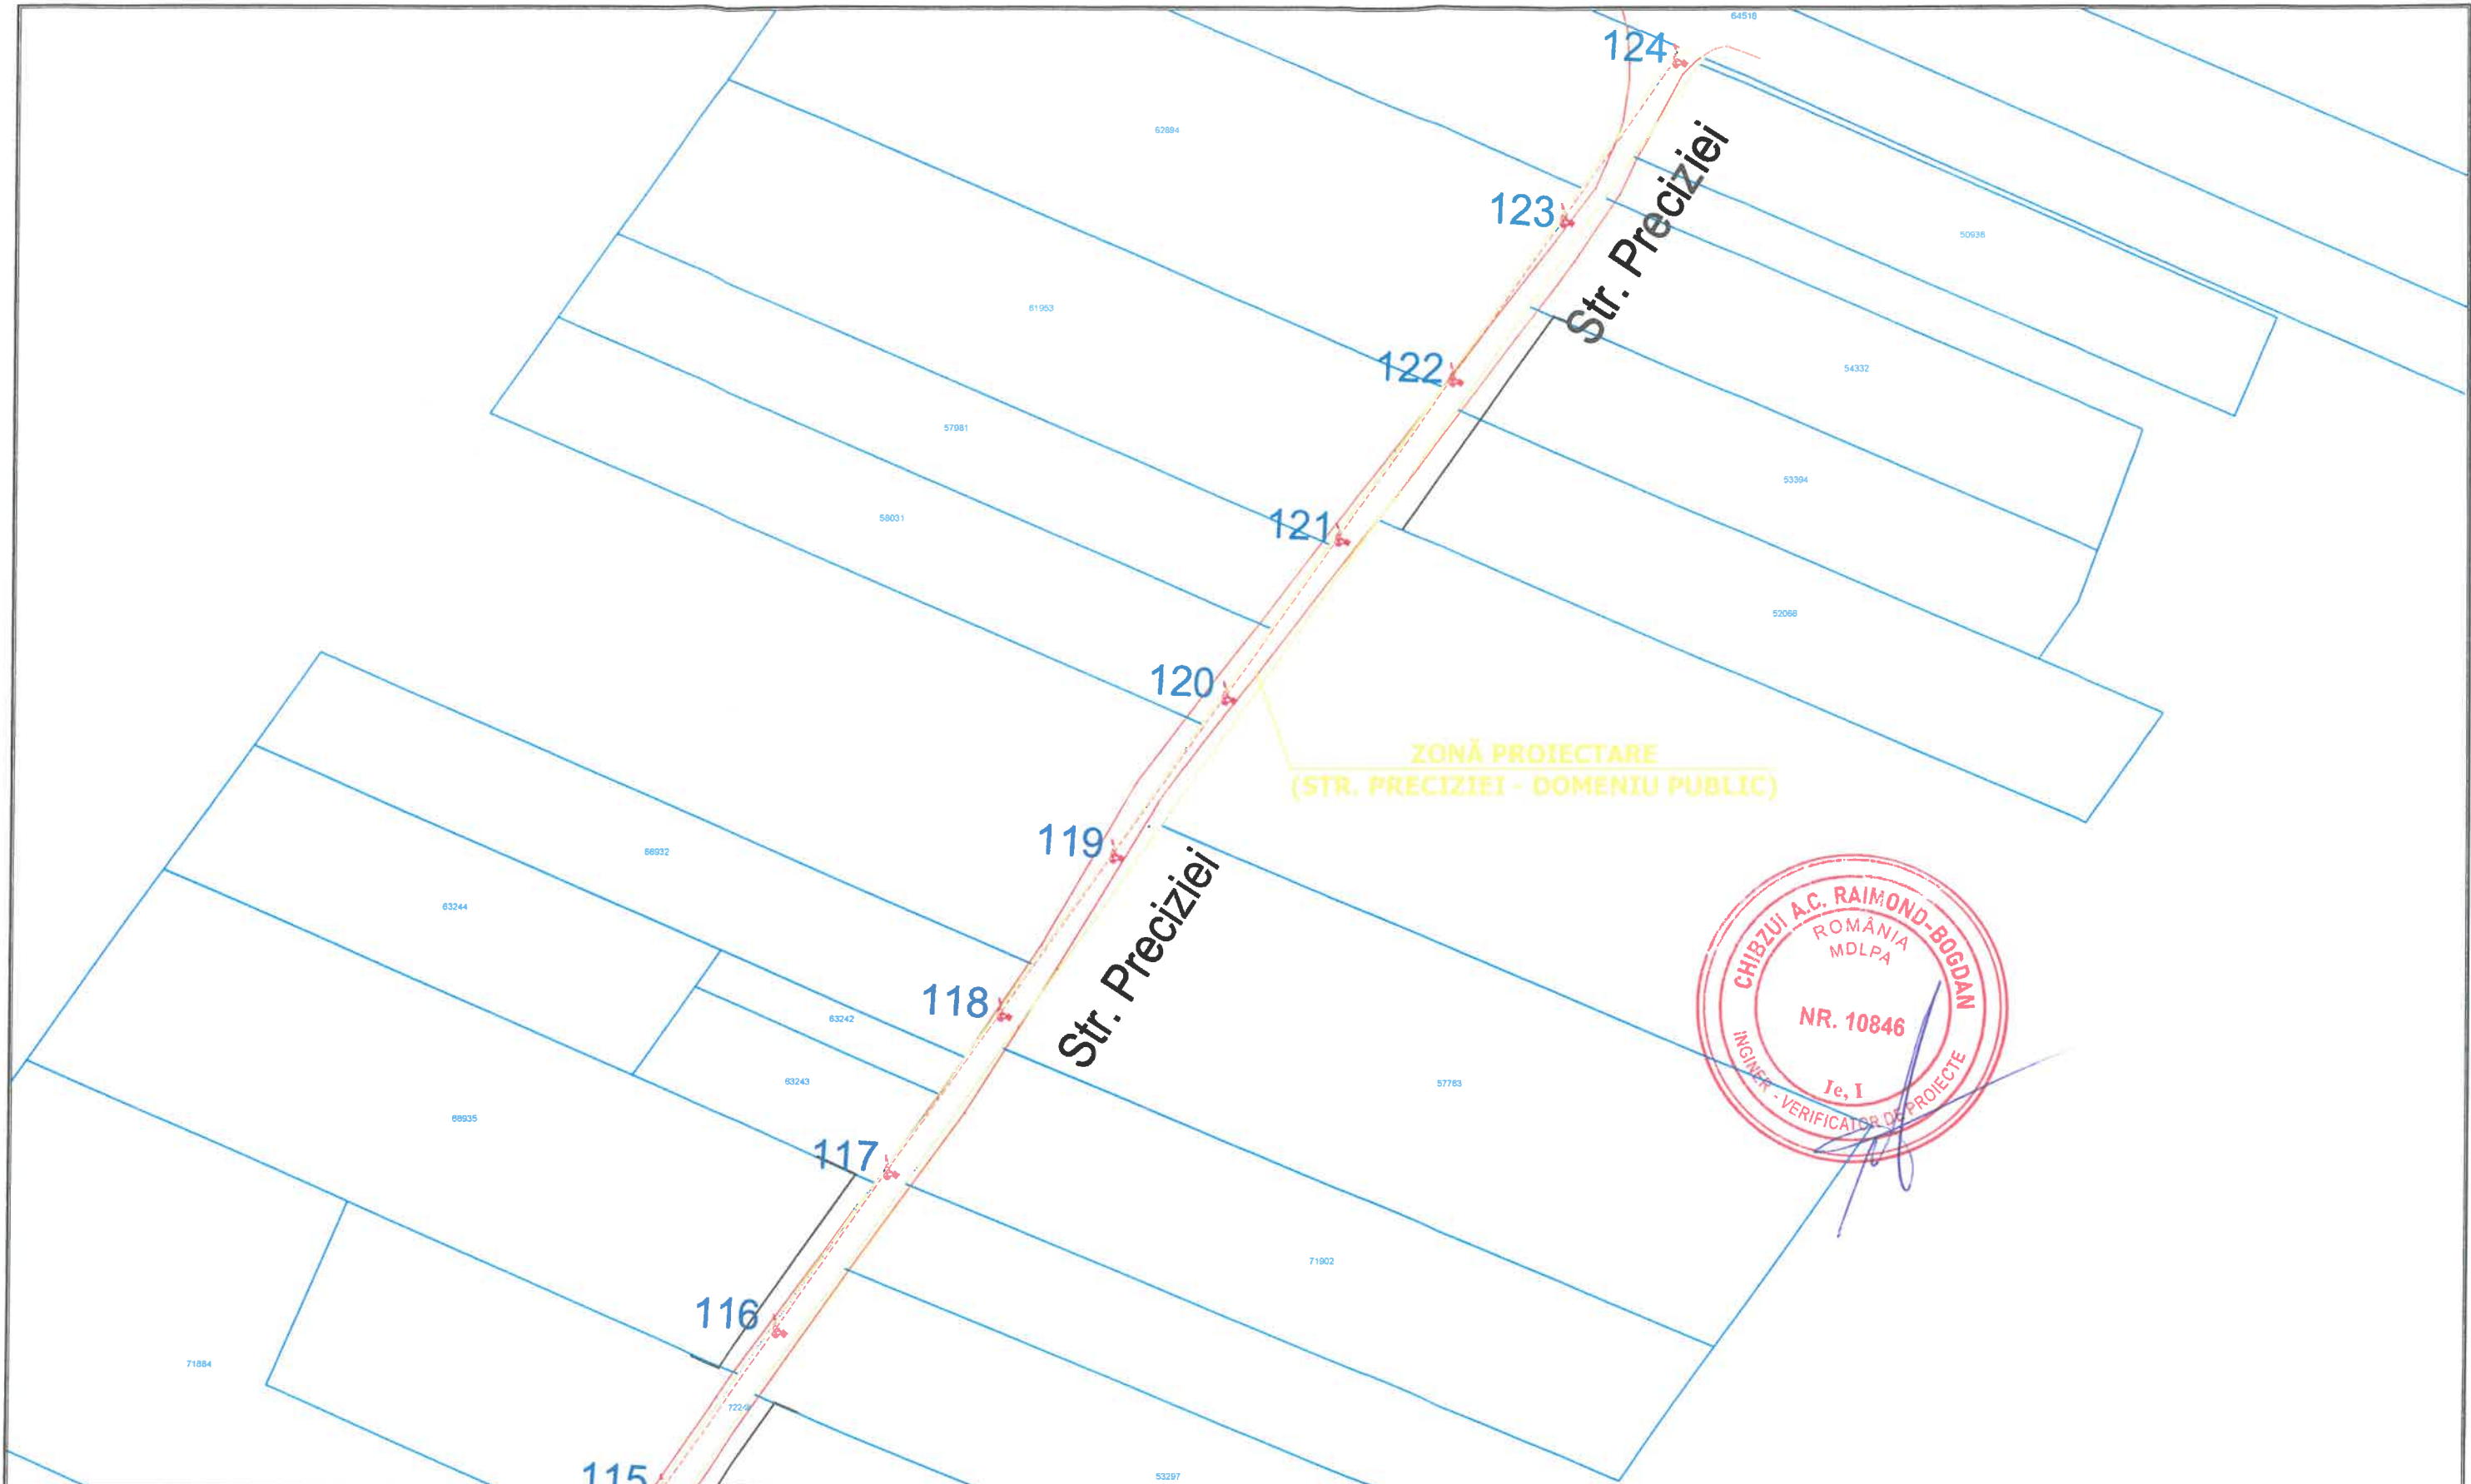 64518
124
62894
Str. Preciziei
123
50936
61953
122
54332
57981
53394
58031
121
52068
120
ZONĂ PROIECTARE
(STR. PRECIZIEI - DOMENIU PUBLIC)
119
66932
Str. Preciziei
63244
CHIBZUI A.C. RAIMOND-BOGDAN
ROMÂNIA
MDLPA
NR. 10846
Ie, I
INGINER - VERIFICATOR DE PROIECTE
118
63242
63243
57763
68935
117
71902
116
71884
115
53297